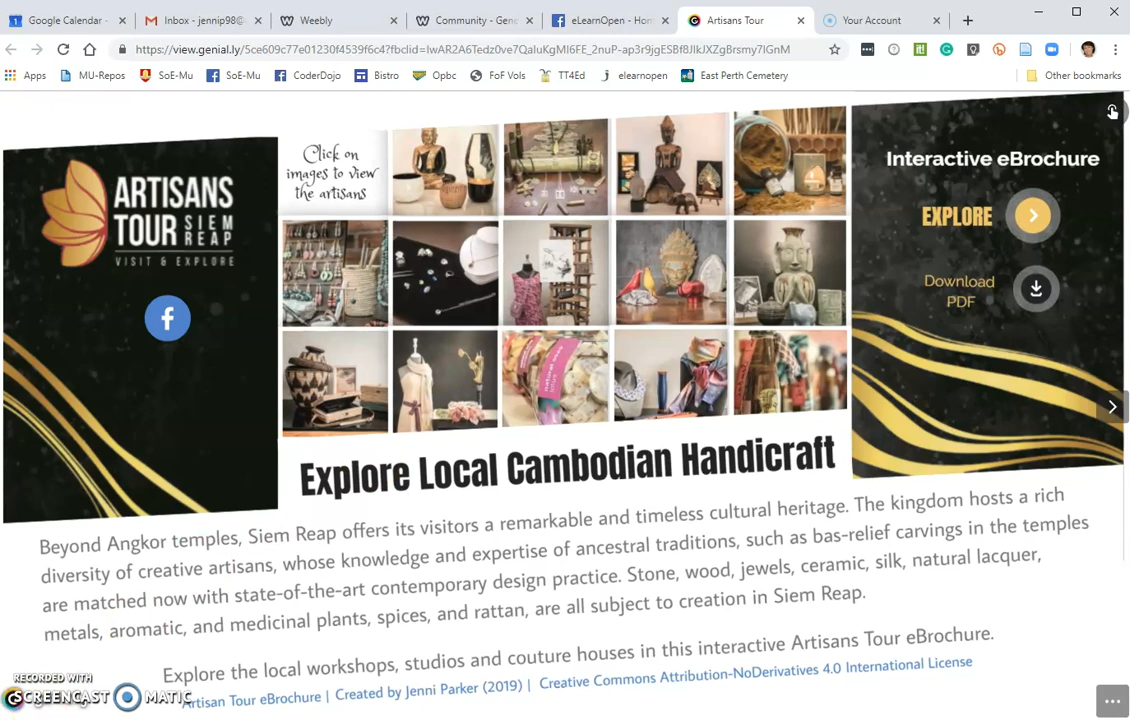 Google Calendar -
Inbox - jennip98@
Weebly
Community - Gene
eLearnOpen - Hom
Artisans Tour
Your Account
https://view.genial.ly/5ce609c77e01230f4539f6c4?fbclid=IwAR2A6Tedz0ve7QaIuKgMI6FE_2nuP-ap3r9jgESBf8JIkJXZgBrsmy7IGnM
Apps
MU-Repos
SoE-Mu
SoE-Mu
CoderDojo
Bistro
Opbc
FoF Vols
TT4Ed
elearnopen
East Perth Cemetery
Other bookmarks
ARTISANS
TOUR SIEM REAP
VISIT & EXPLORE
Click on
images to view
the artisans
Interactive eBrochure
EXPLORE
Download
PDF
Explore Local Cambodian Handicraft
Beyond Angkor temples, Siem Reap offers its visitors a remarkable and timeless cultural heritage. The kingdom hosts a rich
diversity of creative artisans, whose knowledge and expertise of ancestral traditions, such as bas-relief carvings in the temples
are matched now with state-of-the-art contemporary design practice. Stone, wood, jewels, ceramic, silk, natural lacquer,
metals, aromatic, and medicinal plants, spices, and rattan, are all subject to creation in Siem Reap.
Explore the local workshops, studios and couture houses in this interactive Artisans Tour eBrochure.
Artisan Tour eBrochure | Created by Jenni Parker (2019) | Creative Commons Attribution-NoDerivatives 4.0 International License
RECORDED WITH
SCREENCAST MATIC